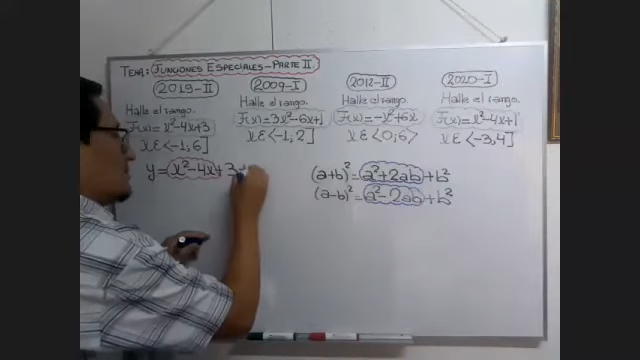 TEMA: FUNCIONES ESPECIALES-PARTE II
2019-II
Halle el rango.
F(x)=x²-4x+3
x∈<-1,6]
2009-I
Halle el rango.
F(x)=3x²-6x+1
x∈<-1,2]
2012-II
Halle el rango.
F(x)=-x²+6x
x∈<0;6>
2020-I
Halle el rango.
F(x)=x²-4x+1
x∈<-3,4]
y=x²-4x+3+
(a+b)²=a²+2ab+b²
(a-b)²=a²-2ab+b²